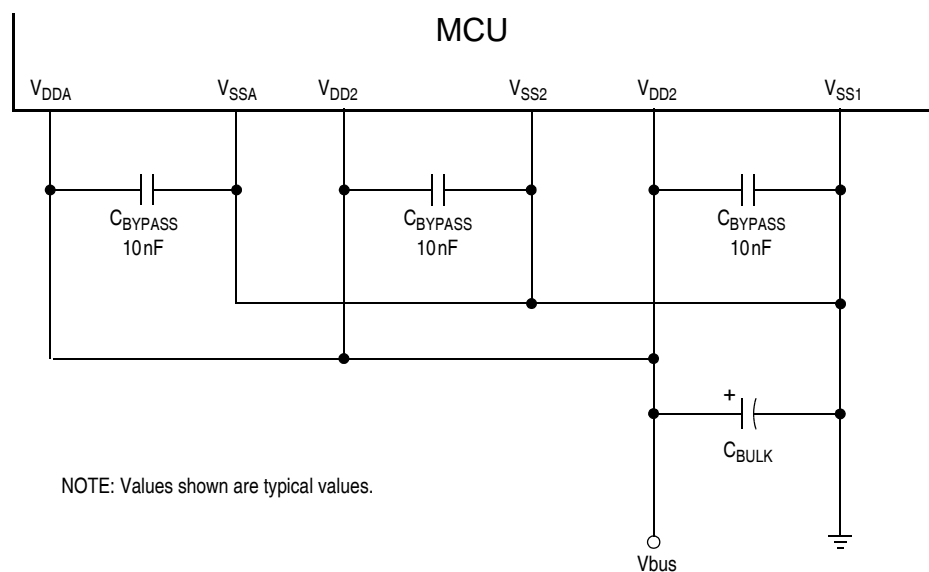 MCU
VDDA VSSA VDD2 VSS2 VDD2 VSS1
CBYPASS CBYPASS CBYPASS
10nF 10nF 10nF
+
CBULK
NOTE: Values shown are typical values.
Vbus